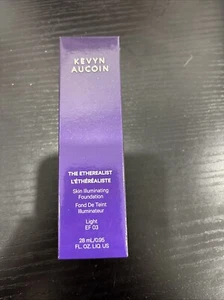 KEVYN
AUCOIN
THE ETHEREALIST
L'ÉTHÉRÉALISTE
Skin Illuminating
Foundation
Fond De Teint
Illuminateur
Light
EF 03
28 mL/0.95
FL. OZ. LIQ. US